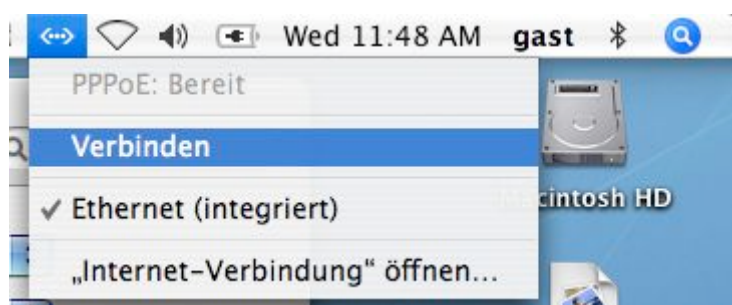 Wed 11:48 AM gast
PPPoE: Bereit
Verbinden
Ethernet (integriert)
„Internet-Verbindung“ öffnen...
Macintosh HD